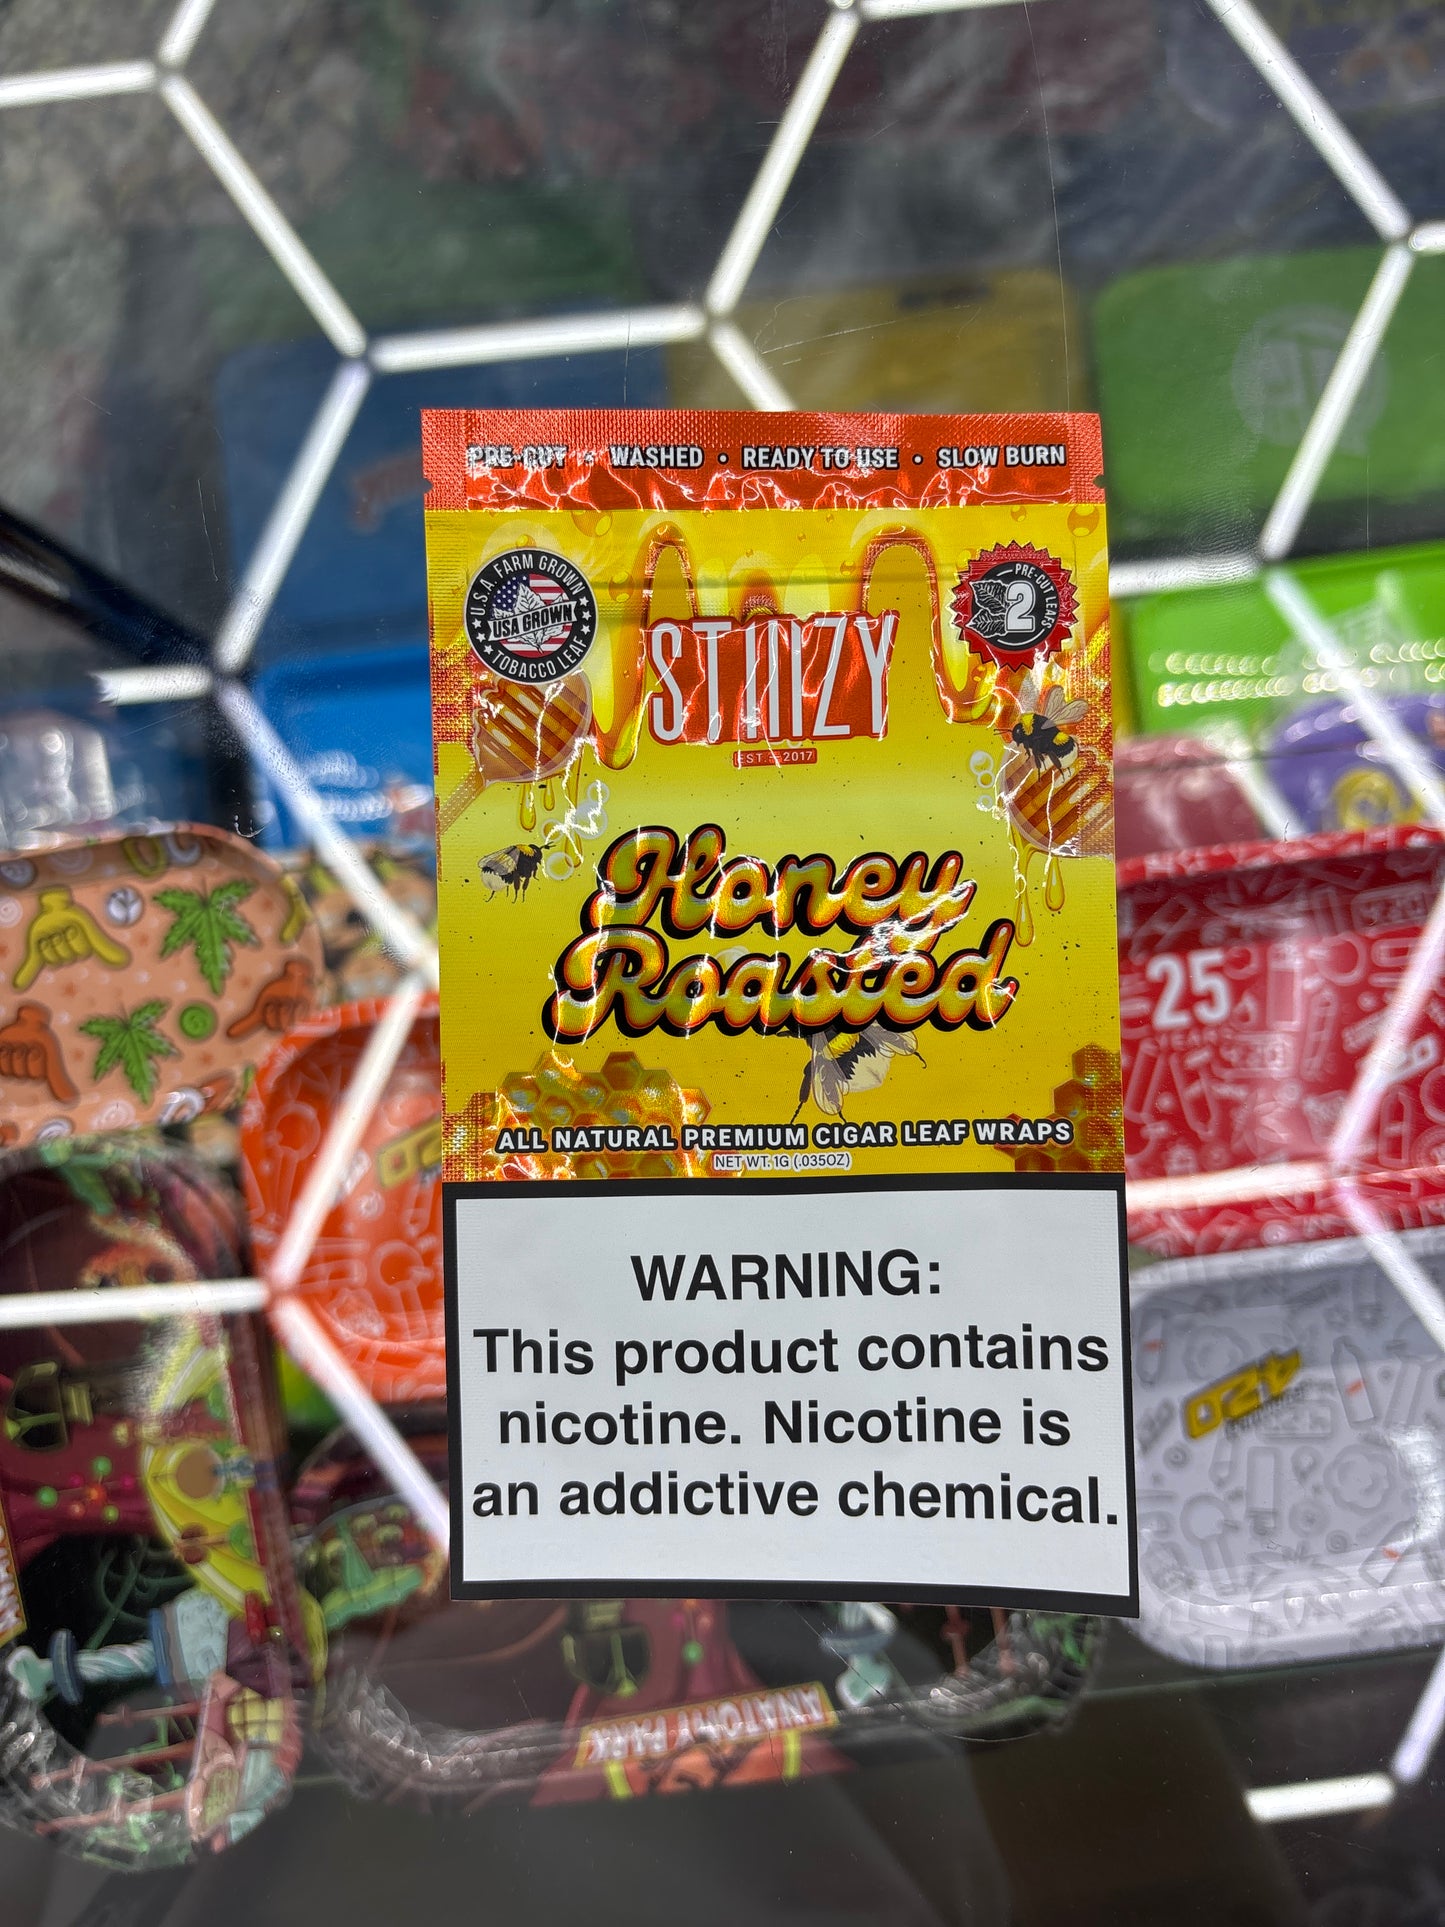 PRE-CUT • WASHED • READY TO USE • SLOW BURN
U.S.A. FARM GROWN
USA GROWN
TOBACCO LEAF
2
PRE-CUT LEAFS
STIIIZY
EST. 2017
Honey
Roasted
ALL NATURAL PREMIUM CIGAR LEAF WRAPS
NET WT. 1G (.035OZ)
WARNING:
This product contains
nicotine. Nicotine is
an addictive chemical.
25
YEARS
420
420
ANATOMY PARK